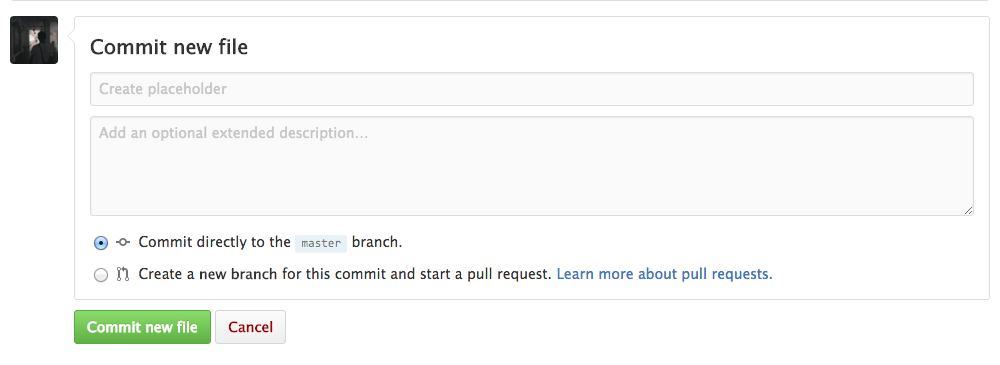 Commit new file
Create placeholder
Add an optional extended description...
Commit directly to the master branch.
Create a new branch for this commit and start a pull request. Learn more about pull requests.
Commit new file Cancel